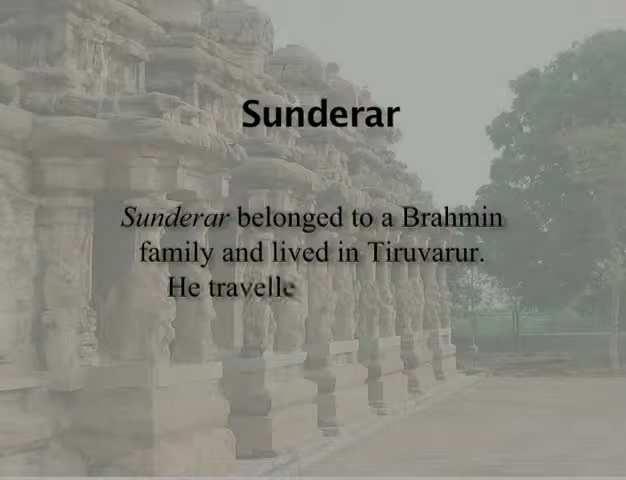 Sunderar
Sunderar belonged to a Brahmin
family and lived in Tiruvarur.
He travelle